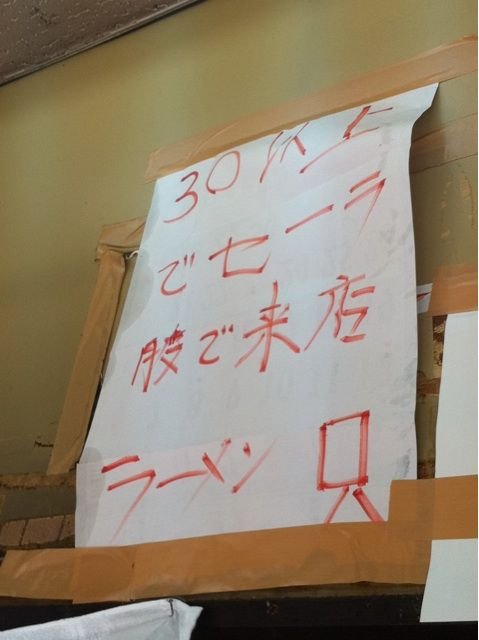 30以上
でセーラ
服で来店
ラーメン 只